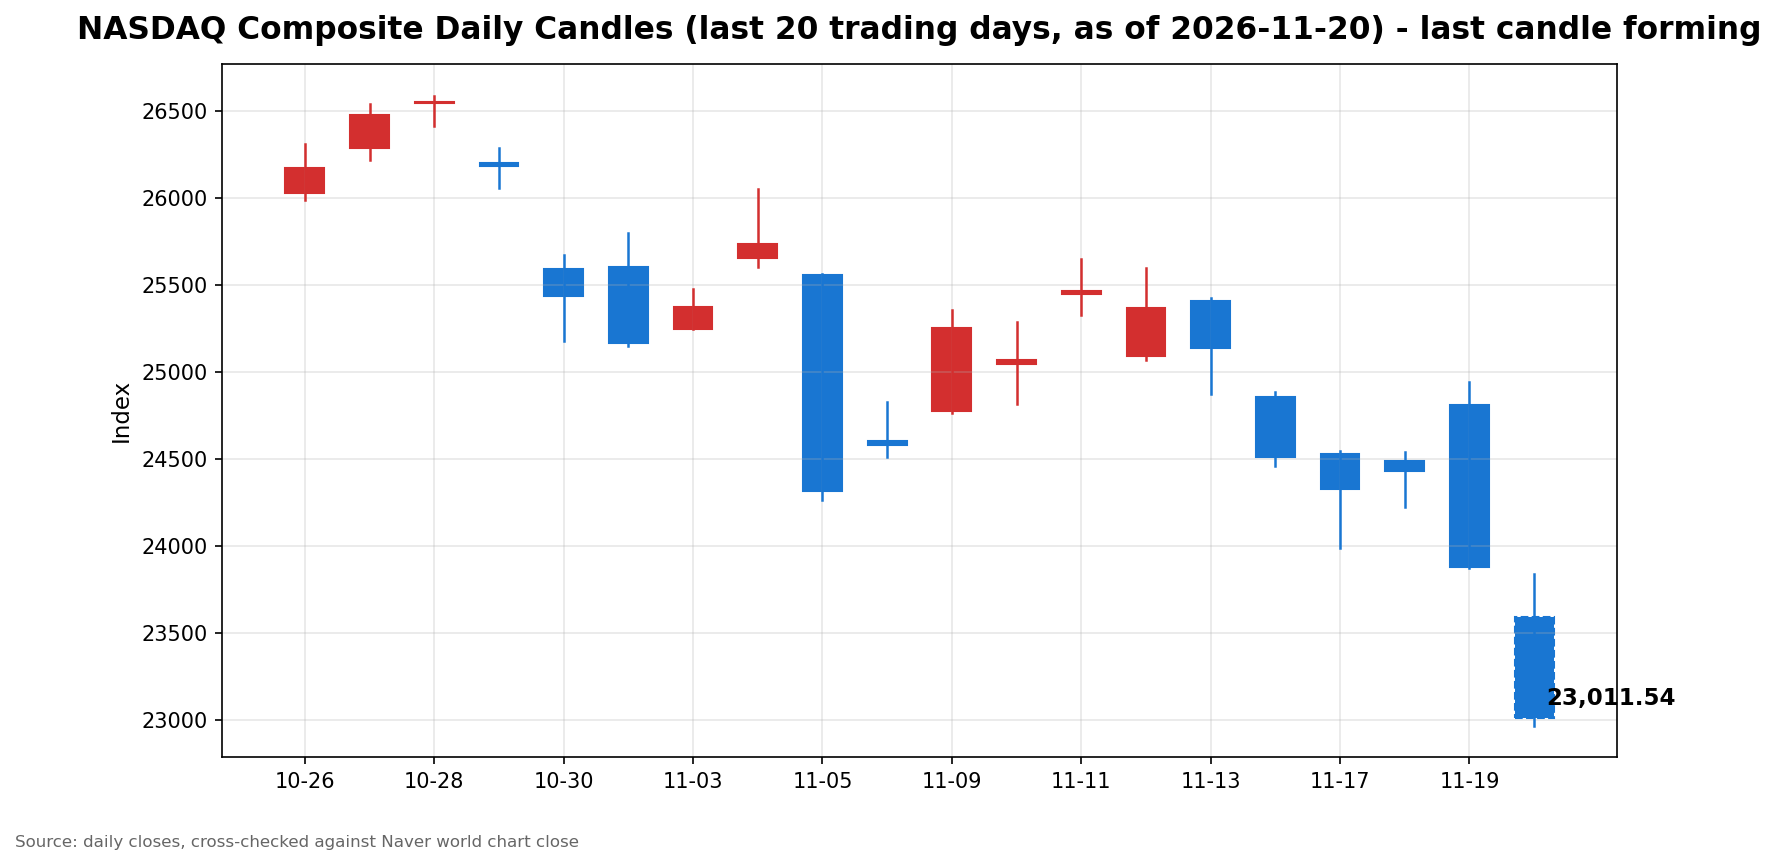 NASDAQ Composite Daily Candles (last 20 trading days, as of 2026-11-20) - last candle forming
Index
26500
26000
25500
25000
24500
24000
23500
23000
23,011.54
10-26 10-28 10-30 11-03 11-05 11-09 11-11 11-13 11-17 11-19
Source: daily closes, cross-checked against Naver world chart close